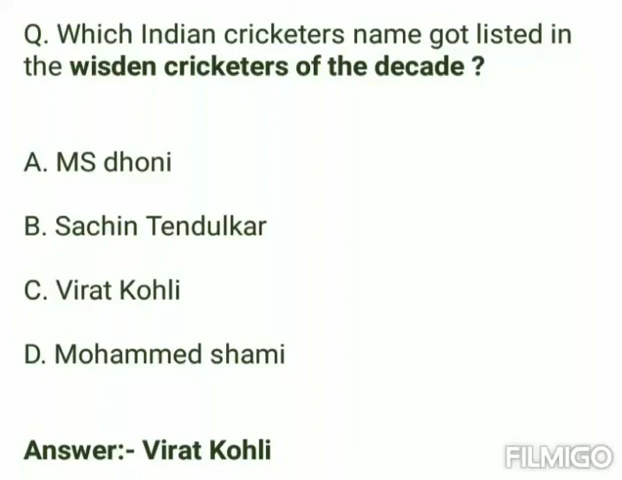 Q. Which Indian cricketers name got listed in
the wisden cricketers of the decade ?
A. MS dhoni
B. Sachin Tendulkar
C. Virat Kohli
D. Mohammed shami
Answer:- Virat Kohli
FILMIGO